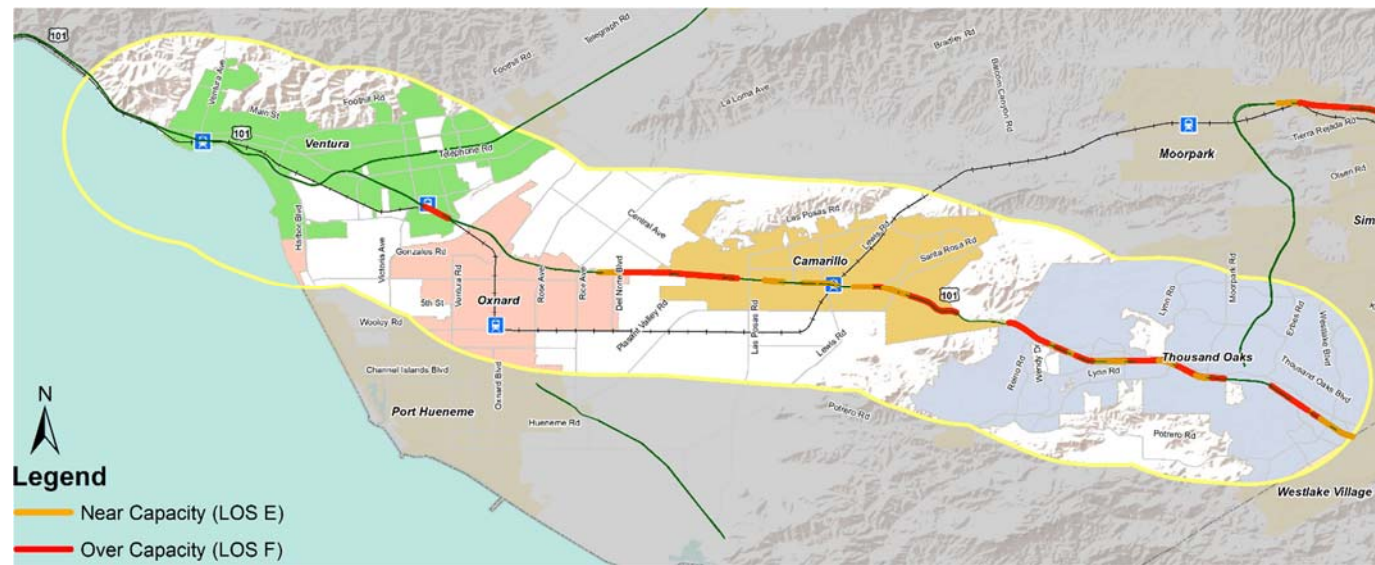 101
Telegraph Rd
Foothill Rd
Bradley Rd
Balcom Canyon Rd
La Loma Ave
Ventura Ave
Foothill Rd
Main St
101
Ventura
Telephone Rd
Tierra Rejada Rd
Moorpark
Olsen Rd
Sim
Harbor Blvd
Victoria Ave
Gonzales Rd
Ventura Rd
Central Ave
Las Posas Rd
Lewis Rd
Santa Rosa Rd
Camarillo
Moorpark Rd
Rose Ave
Rice Ave
Del Norte Blvd
101
5th St
Oxnard
Wooley Rd
Plasant Valley Rd
Las Posas Rd
Lewis Rd
Lynn Rd
Erbes Rd
Westlake Blvd
Reino Rd
Wendy Dr
Lynn Rd
Thousand Oaks
Thousand Oaks Blvd
Channel Islands Blvd
Oxnard Blvd
Port Hueneme
Hueneme Rd
Potrero Rd
Potrero Rd
Westlake Village
N
Legend
Near Capacity (LOS E)
Over Capacity (LOS F)